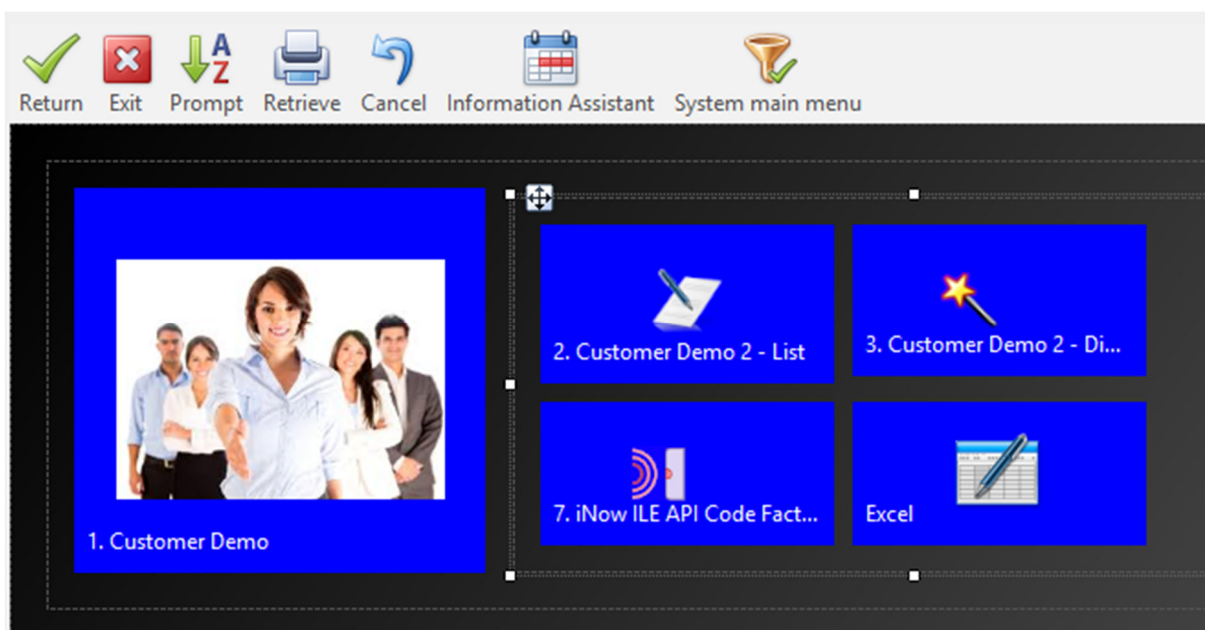 Return Exit Prompt Retrieve Cancel Information Assistant System main menu
1. Customer Demo
2. Customer Demo 2 - List
3. Customer Demo 2 - Di...
7. iNow ILE API Code Fact...
Excel